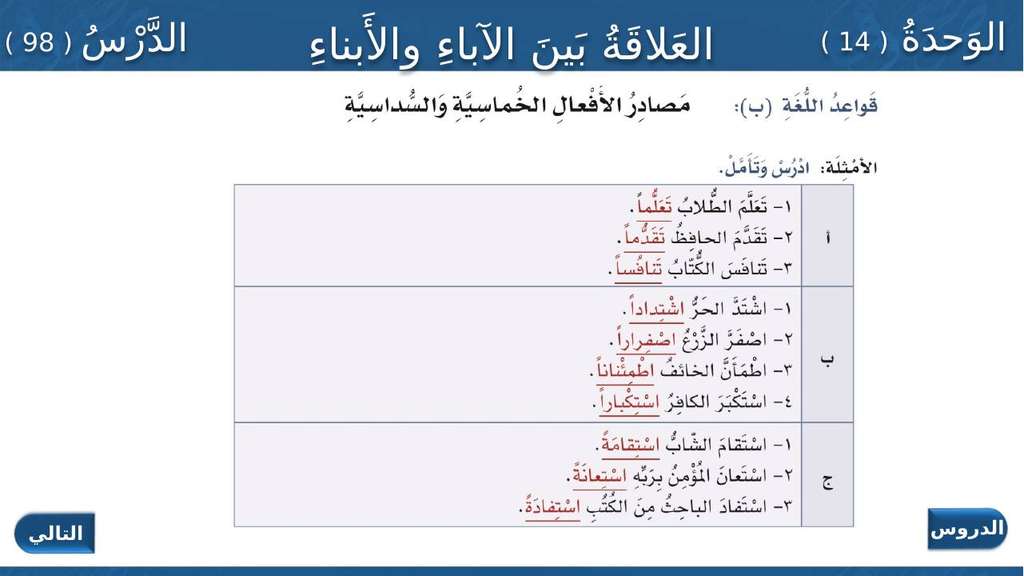 الوَحدَةُ ( 14 ) العَلاقَةُ بَينَ الآباءِ والأَبناءِ الدَّرْسُ ( 98 )
قَواعِدُ اللُّغَةِ (ب): مَصادِرُ الأَفْعالِ الخُماسِيَّةِ وَالسُّداسِيَّةِ
الأَمْثِلَة: ادْرُسْ وَتَأَمَّلْ.
أ
١- تَعَلَّمَ الطُّلابُ تَعَلُّماً.
٢- تَقَدَّمَ الحافِظُ تَقَدُّماً.
٣- تَنافَسَ الكُّتّابُ تَنافُساً.
ب
١- اشْتَدَّ الحَرُّ اشْتِداداً.
٢- اصْفَرَّ الزَّرْعُ اصْفِراراً.
٣- اطْمَأَنَّ الخائفُ اطْمِئْناناً.
٤- اسْتَكْبَرَ الكافِرُ اسْتِكْباراً.
ج
١- اسْتَقامَ الشّابُّ اسْتِقامَةً.
٢- اسْتَعانَ المُؤْمِنُ بِرَبِّهِ اسْتِعانَةً.
٣- اسْتَفادَ الباحِثُ مِنَ الكُتُبِ اسْتِفادَةً.
الدروس
التالي